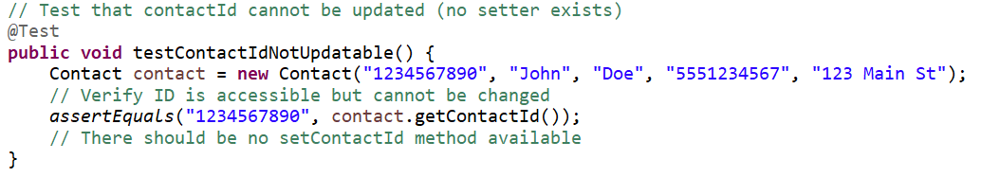 // Test that contactId cannot be updated (no setter exists)
@Test
public void testContactIdNotUpdatable() {
    Contact contact = new Contact("1234567890", "John", "Doe", "5551234567", "123 Main St");
    // Verify ID is accessible but cannot be changed
    assertEquals("1234567890", contact.getContactId());
    // There should be no setContactId method available
}